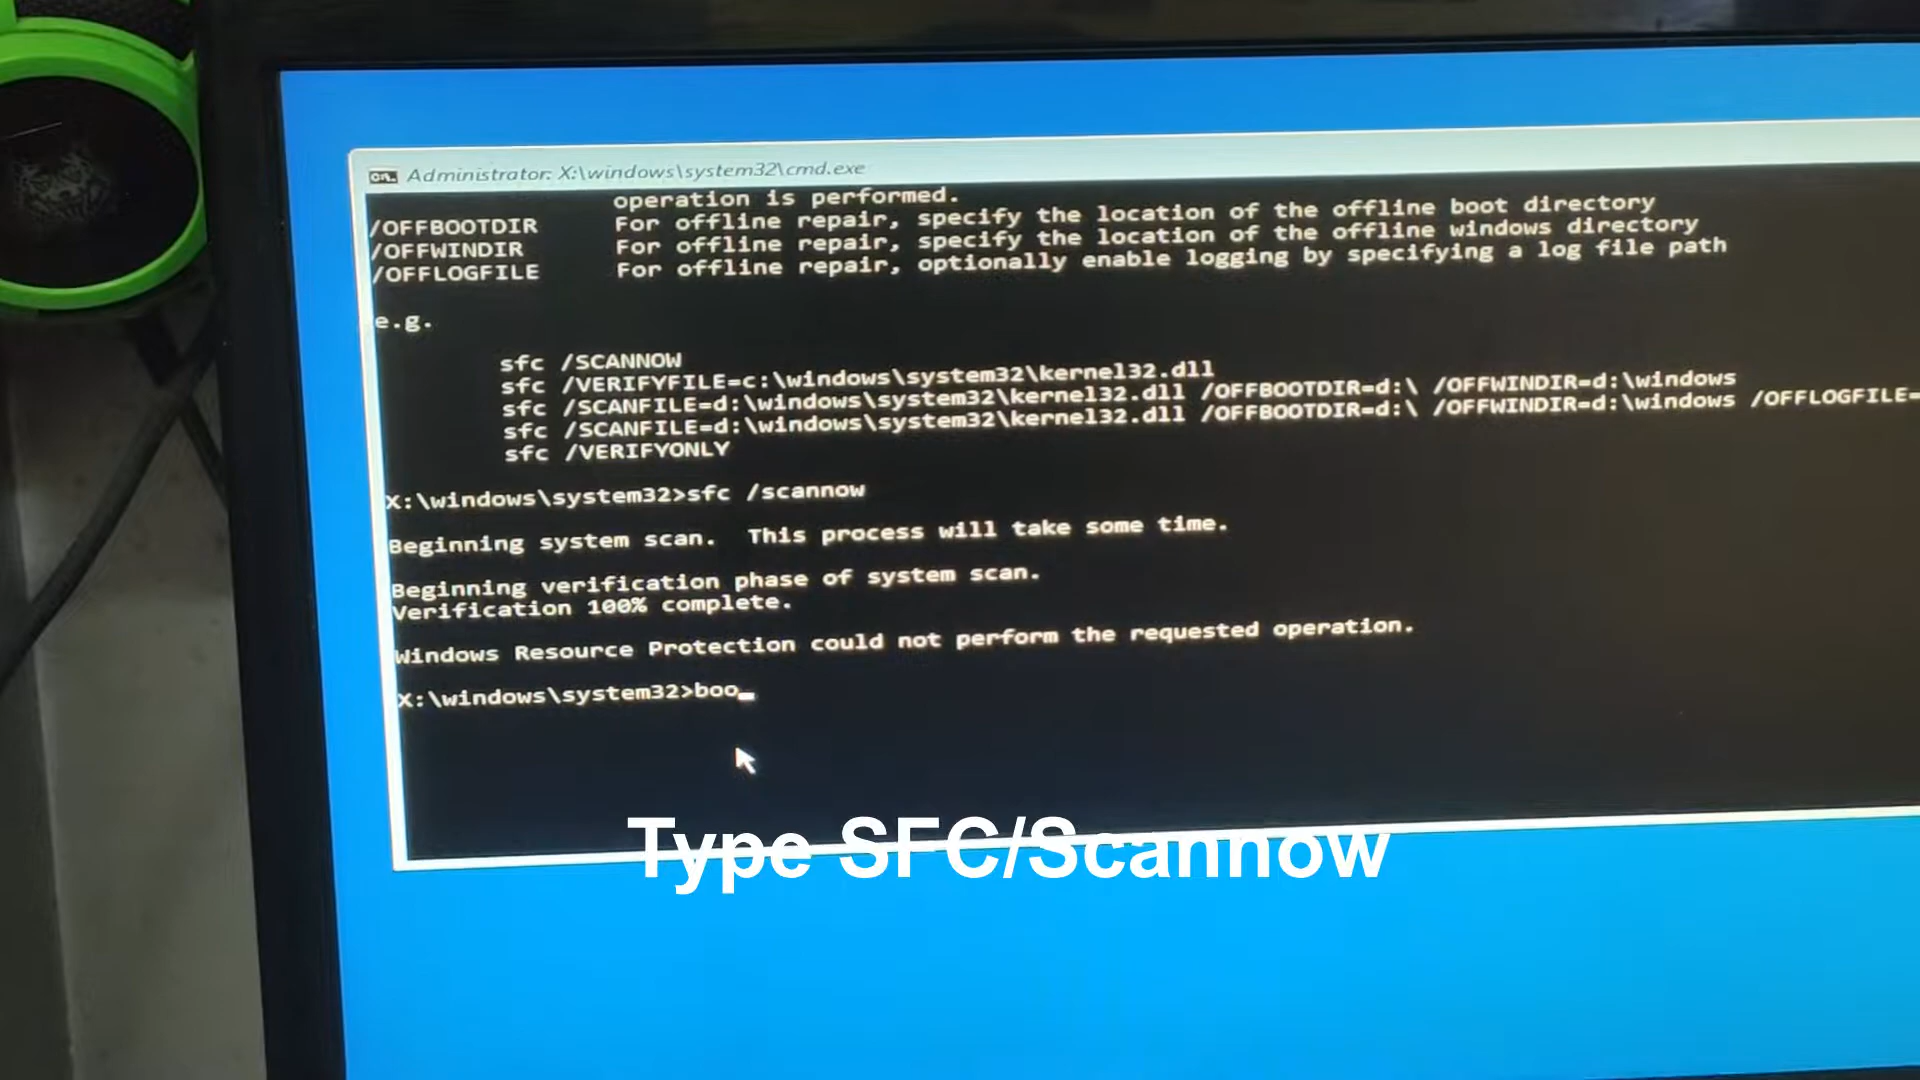 Administrator: X:\windows\system32\cmd.exe
operation is performed.
/OFFBOOTDIR For offline repair, specify the location of the offline boot directory
/OFFWINDIR For offline repair, specify the location of the offline windows directory
/OFFLOGFILE For offline repair, optionally enable logging by specifying a log file path
e.g.
sfc /SCANNOW
sfc /VERIFYFILE=c:\windows\system32\kernel32.dll
sfc /SCANFILE=d:\windows\system32\kernel32.dll /OFFBOOTDIR=d:\ /OFFWINDIR=d:\windows
sfc /SCANFILE=d:\windows\system32\kernel32.dll /OFFBOOTDIR=d:\ /OFFWINDIR=d:\windows /OFFLOGFILE=
sfc /VERIFYONLY
X:\windows\system32>sfc /scannow
Beginning system scan. This process will take some time.
Beginning verification phase of system scan.
Verification 100% complete.
Windows Resource Protection could not perform the requested operation.
X:\windows\system32>boo_
Type SFC/Scannow